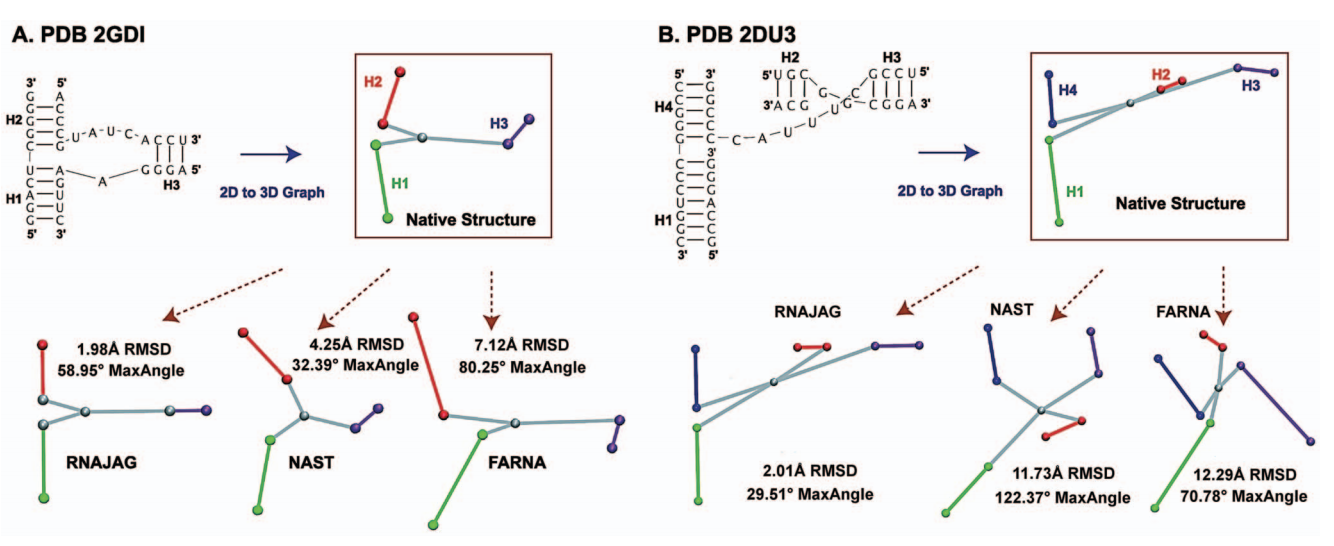 A. PDB 2GDI
3' 5'
G—A
G—C
H2
G—C
G—C
C—G
U-A-U-C-A
C-C-U 3'
G G G A 5'
H3
A
U
C—A
H1
A—G
G—U
G—C
5' 3'
2D to 3D Graph
H2
H3
H1
Native Structure
1.98Å RMSD
58.95° MaxAngle
RNAJAG
4.25Å RMSD
32.39° MaxAngle
NAST
7.12Å RMSD
80.25° MaxAngle
FARNA
B. PDB 2DU3
H2
H3
5'UGC
GCCU5'
3'ACG
CGGA3'
5' 3'
H4
C-A-U-U-U
3'
H1
3' 5'
2D to 3D Graph
H4
H2
H3
H1
Native Structure
RNAJAG
2.01Å RMSD
29.51° MaxAngle
NAST
11.73Å RMSD
122.37° MaxAngle
FARNA
12.29Å RMSD
70.78° MaxAngle